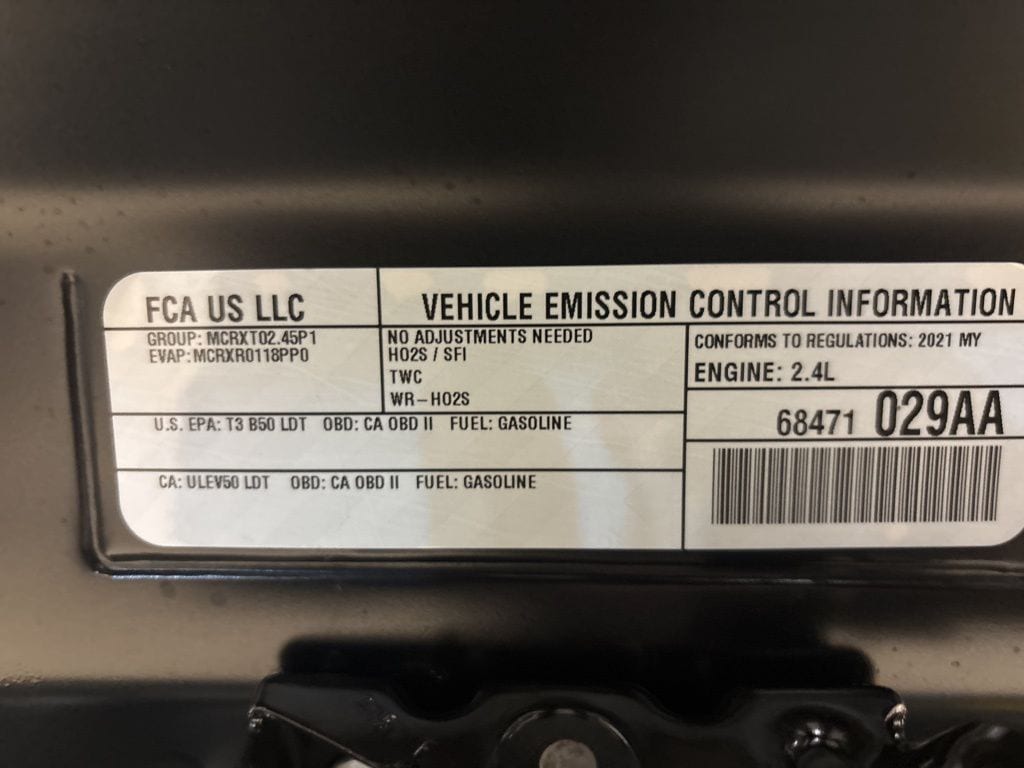 FCA US LLC
VEHICLE EMISSION CONTROL INFORMATION
GROUP: MCRXT02.45P1
EVAP: MCRXR0118PP0
NO ADJUSTMENTS NEEDED
HO2S / SFI
TWC
WR-HO2S
CONFORMS TO REGULATIONS: 2021 MY
ENGINE: 2.4L
68471 029AA
U.S. EPA: T3 B50 LDT OBD: CA OBD II FUEL: GASOLINE
CA: ULEV50 LDT OBD: CA OBD II FUEL: GASOLINE